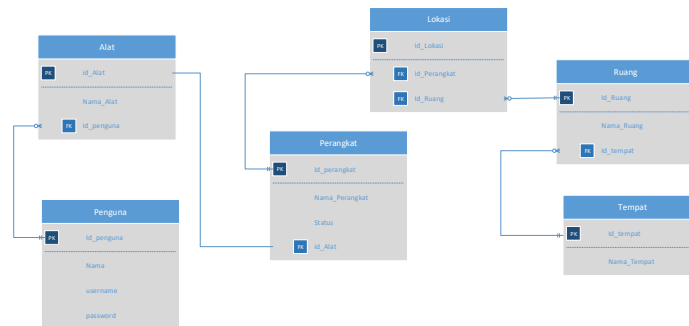 Alat
PK id_Alat
Nama_Alat
FK id_penguna
Penguna
PK id_penguna
Nama
username
password
Lokasi
PK id_Lokasi
FK id_Perangkat
FK id_Ruang
Perangkat
PK id_perangkat
Nama_Perangkat
Status
FK id_Alat
Ruang
PK id_Ruang
Nama_Ruang
FK id_tempat
Tempat
PK id_tempat
Nama_Tempat